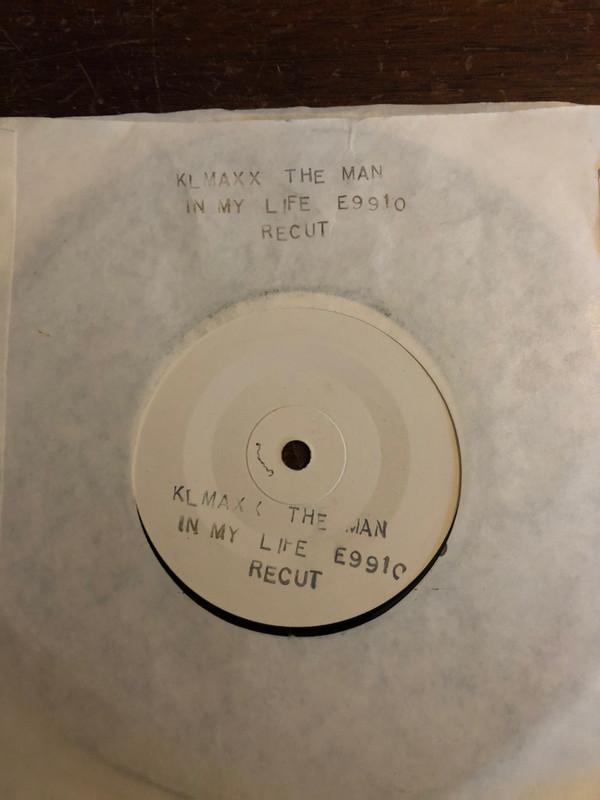 KLMAXX THE MAN
IN MY LIFE E9910
RECUT
KLMAXX THE MAN
IN MY LIFE E9910
RECUT